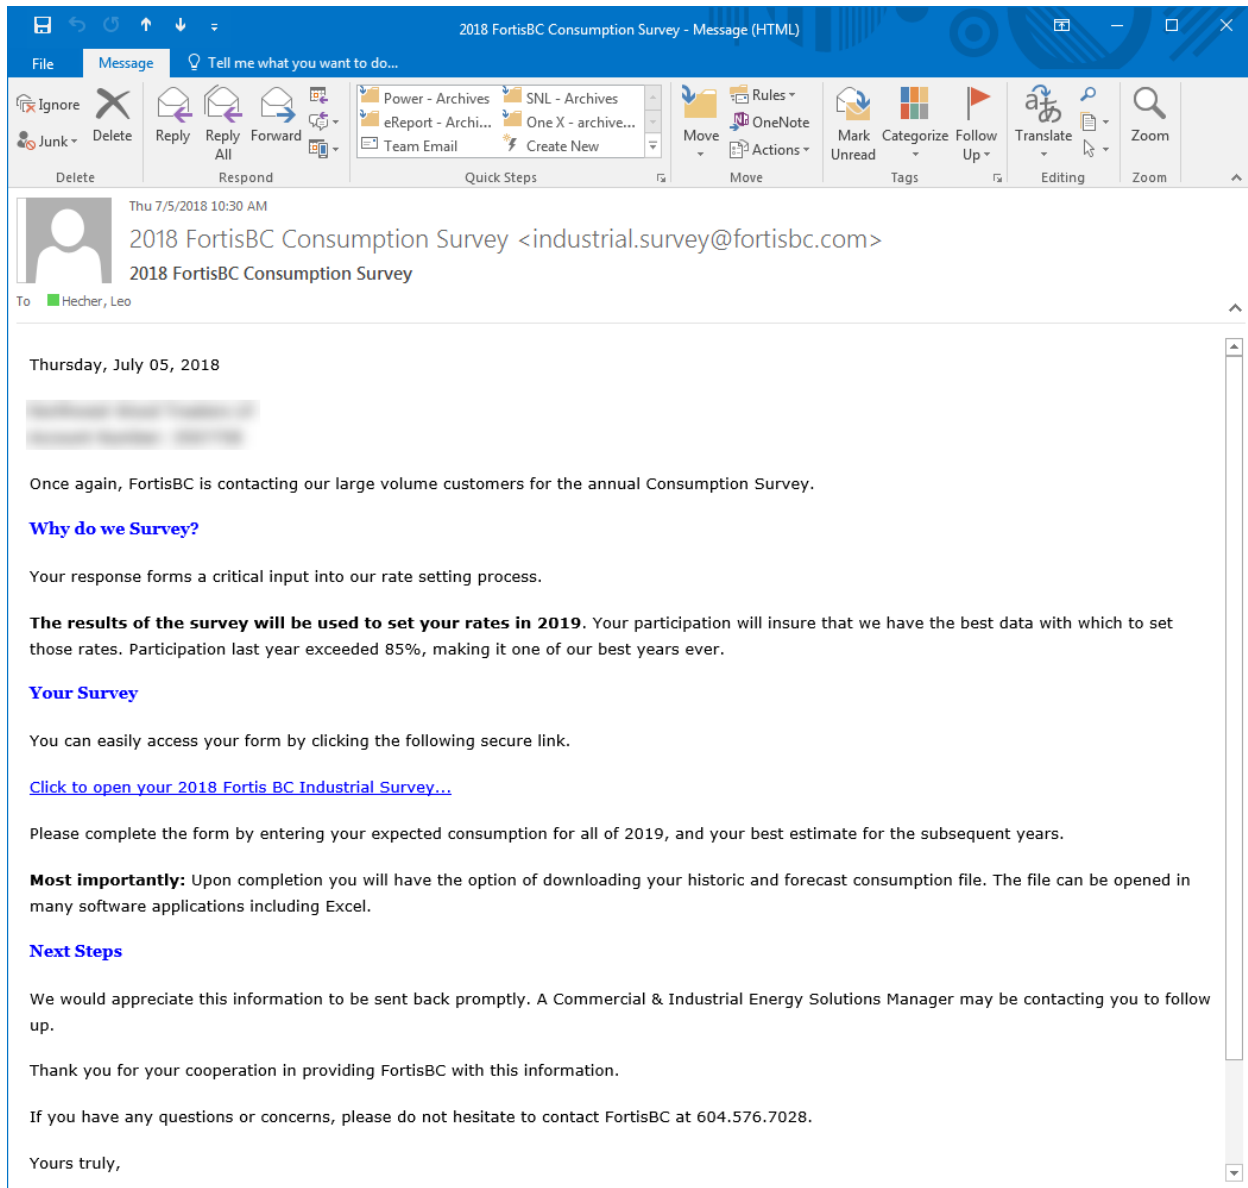 2018 FortisBC Consumption Survey - Message (HTML)
File Message Tell me what you want to do...
Ignore
Junk
Delete
Reply
Reply All
Forward
Power - Archives SNL - Archives
eReport - Archi... One X - archive...
Team Email Create New
Move
Rules
OneNote
Actions
Mark Unread
Categorize
Follow Up
Translate
Zoom
Delete Respond Quick Steps Move Tags Editing Zoom
Thu 7/5/2018 10:30 AM
2018 FortisBC Consumption Survey <industrial.survey@fortisbc.com>
2018 FortisBC Consumption Survey
To Hecher, Leo
Thursday, July 05, 2018
Once again, FortisBC is contacting our large volume customers for the annual Consumption Survey.
Why do we Survey?
Your response forms a critical input into our rate setting process.
The results of the survey will be used to set your rates in 2019. Your participation will insure that we have the best data with which to set
those rates. Participation last year exceeded 85%, making it one of our best years ever.
Your Survey
You can easily access your form by clicking the following secure link.
Click to open your 2018 Fortis BC Industrial Survey...
Please complete the form by entering your expected consumption for all of 2019, and your best estimate for the subsequent years.
Most importantly: Upon completion you will have the option of downloading your historic and forecast consumption file. The file can be opened in
many software applications including Excel.
Next Steps
We would appreciate this information to be sent back promptly. A Commercial & Industrial Energy Solutions Manager may be contacting you to follow
up.
Thank you for your cooperation in providing FortisBC with this information.
If you have any questions or concerns, please do not hesitate to contact FortisBC at 604.576.7028.
Yours truly,